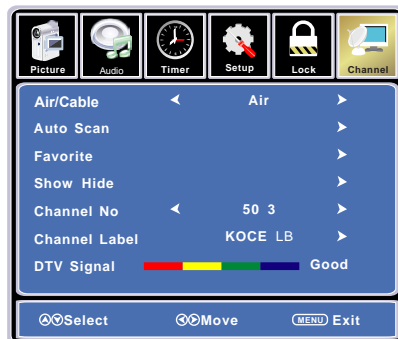 Picture Audio Timer Setup Lock Channel
Air/Cable Air
Auto Scan
Favorite
Show Hide
Channel No 50 3
Channel Label KOCE LB
DTV Signal Good
Select Move MENU Exit